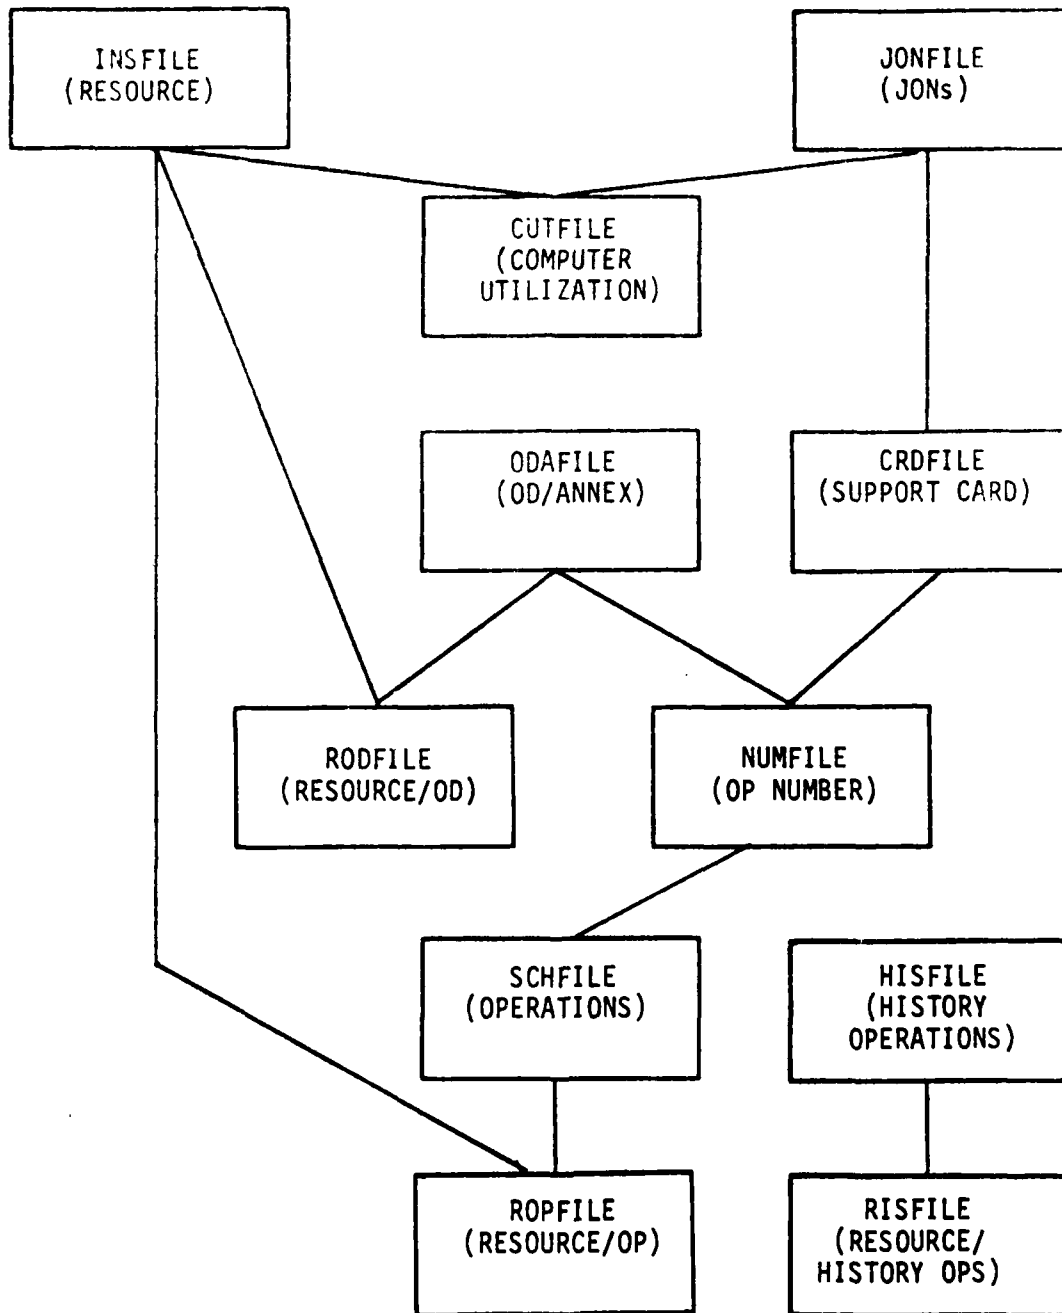 INSFILE
(RESOURCE)
JONFILE
(JONs)
CUTFILE
(COMPUTER
UTILIZATION)
ODAFILE
(OD/ANNEX)
CRDFILE
(SUPPORT CARD)
RODFILE
(RESOURCE/OD)
NUMFILE
(OP NUMBER)
SCHFILE
(OPERATIONS)
HISFILE
(HISTORY
OPERATIONS)
ROPFILE
(RESOURCE/OP)
RISFILE
(RESOURCE/
HISTORY OPS)